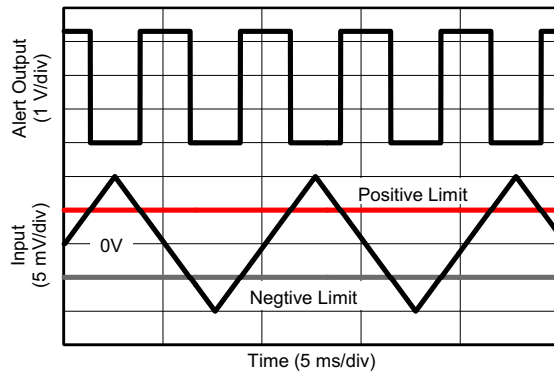 Alert Output
(1 V/div)
Positive Limit
Input
(5 mV/div)
0V
Negtive Limit
Time (5 ms/div)